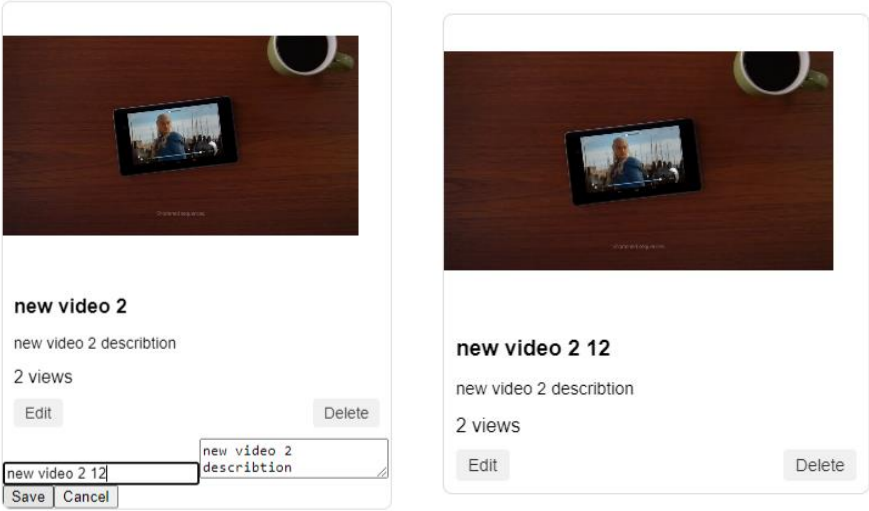 new video 2
new video 2 describtion
2 views
Edit
Delete
new video 2
describtion
new video 2 12
Save
Cancel
new video 2 12
new video 2 describtion
2 views
Edit
Delete